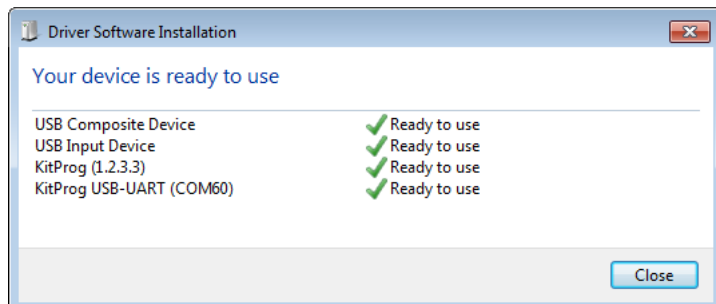 Driver Software Installation
Your device is ready to use
USB Composite Device Ready to use
USB Input Device Ready to use
KitProg (1.2.3.3) Ready to use
KitProg USB-UART (COM60) Ready to use
Close